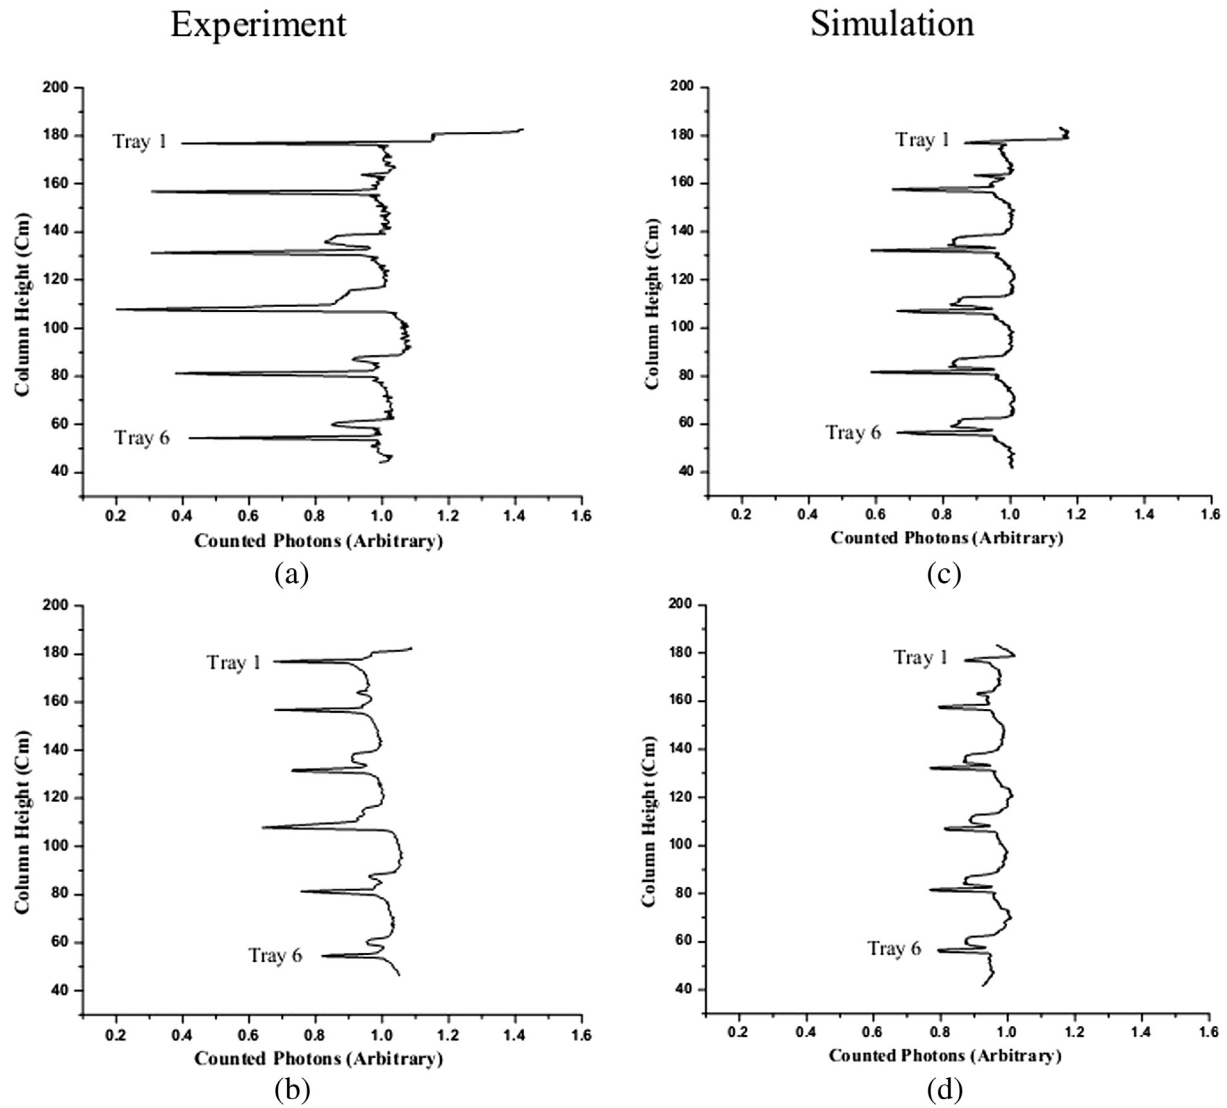 Experiment
Simulation
200
180
160
140
120
100
80
60
40
Column Height (Cm)
Tray 1
Tray 6
0.2 0.4 0.6 0.8 1.0 1.2 1.4 1.6
Counted Photons (Arbitrary)
(a)
200
180
160
140
120
100
80
60
40
Column Height (Cm)
Tray 1
Tray 6
0.2 0.4 0.6 0.8 1.0 1.2 1.4 1.6
Counted Photons (Arbitrary)
(c)
200
180
160
140
120
100
80
60
40
Column Height (Cm)
Tray 1
Tray 6
0.2 0.4 0.6 0.8 1.0 1.2 1.4 1.6
Counted Photons (Arbitrary)
(b)
200
180
160
140
120
100
80
60
40
Column Height (Cm)
Tray 1
Tray 6
0.2 0.4 0.6 0.8 1.0 1.2 1.4 1.6
Counted Photons (Arbitrary)
(d)